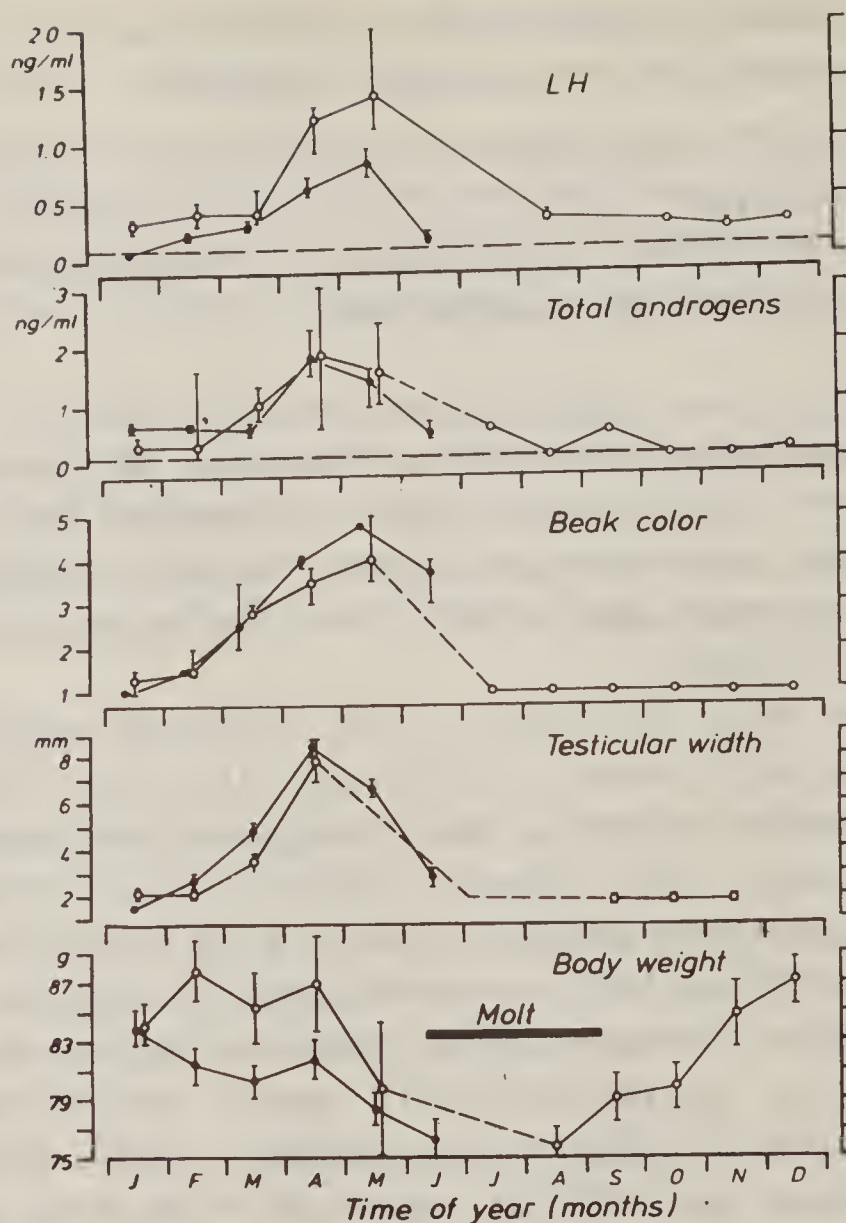 2.0
ng/ml
1.5
1.0
0.5
0
LH
3
ng/ml
2
1
0
Total androgens
5
4
3
2
1
Beak color
mm
8
6
4
2
Testicular width
g
87
83
79
75
Body weight
Molt
J F M A M J J A S O N D
Time of year (months)